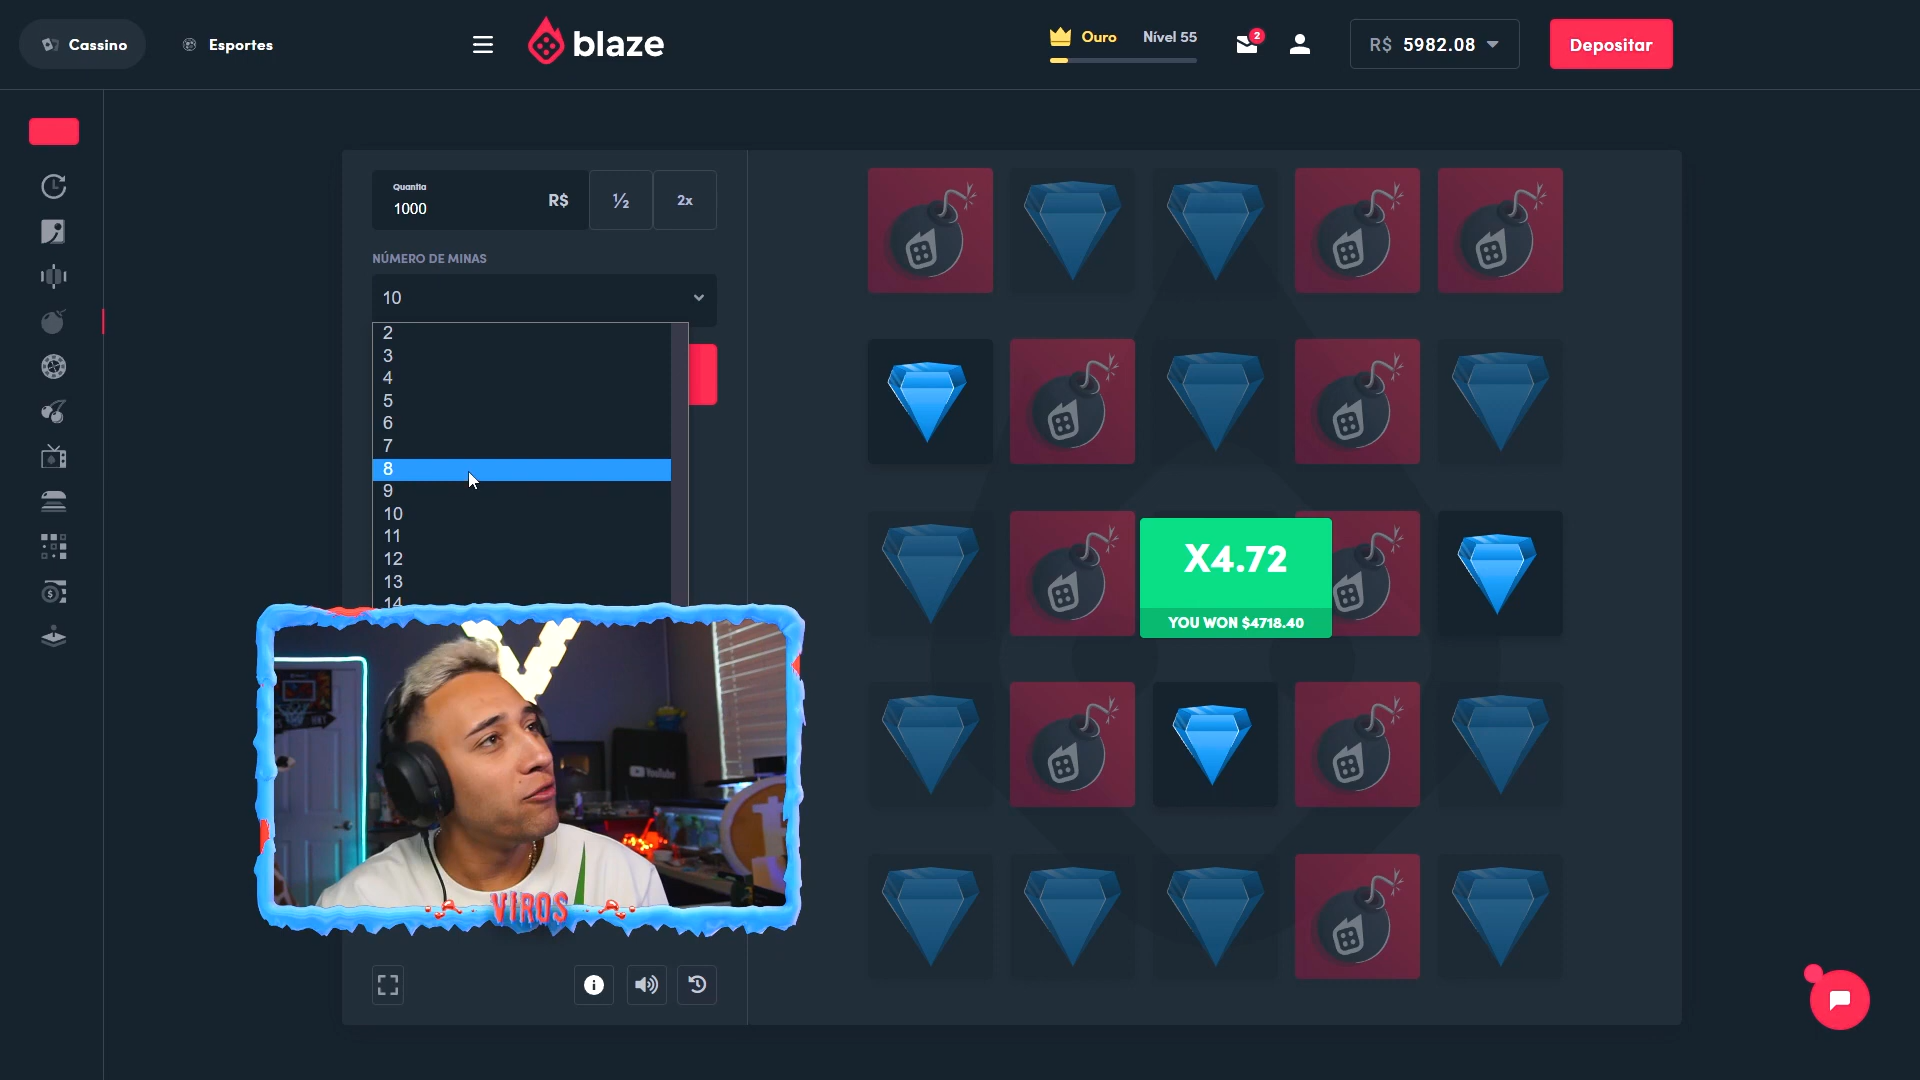 Cassino
Esportes
blaze
Ouro
Nível 55
2
R$ 5982.08
Depositar
Quantia
1000
R$
½
2x
NÚMERO DE MINAS
10
2
3
4
5
6
7
8
9
10
11
12
13
14
X4.72
YOU WON $4718.40
YouTube
VIROS